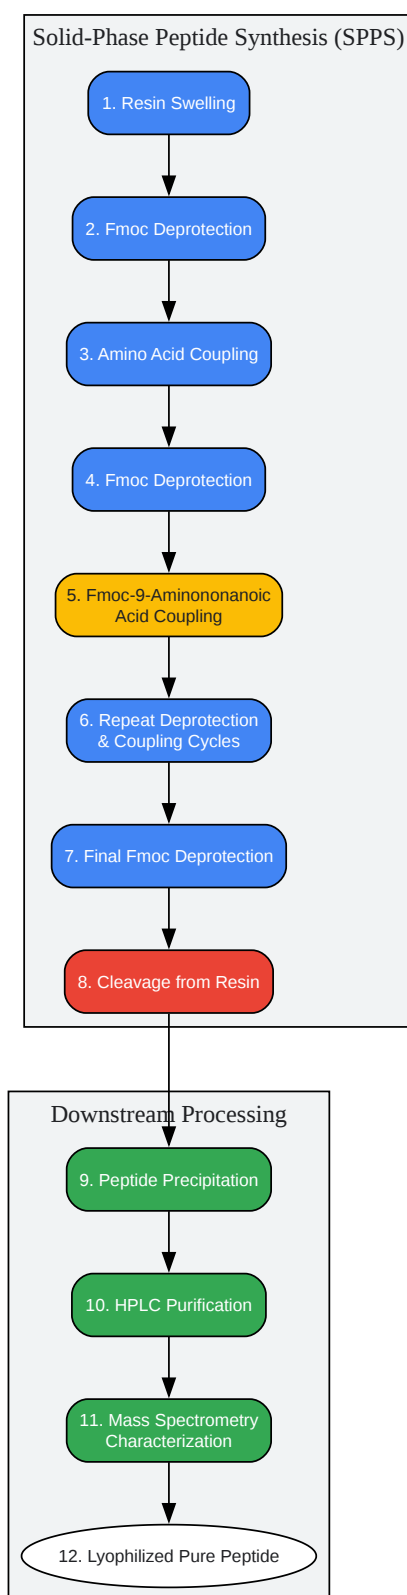 Solid-Phase Peptide Synthesis (SPPS)
1. Resin Swelling
2. Fmoc Deprotection
3. Amino Acid Coupling
4. Fmoc Deprotection
5. Fmoc-9-Aminononanoic
Acid Coupling
6. Repeat Deprotection
& Coupling Cycles
7. Final Fmoc Deprotection
8. Cleavage from Resin
Downstream Processing
9. Peptide Precipitation
10. HPLC Purification
11. Mass Spectrometry
Characterization
12. Lyophilized Pure Peptide